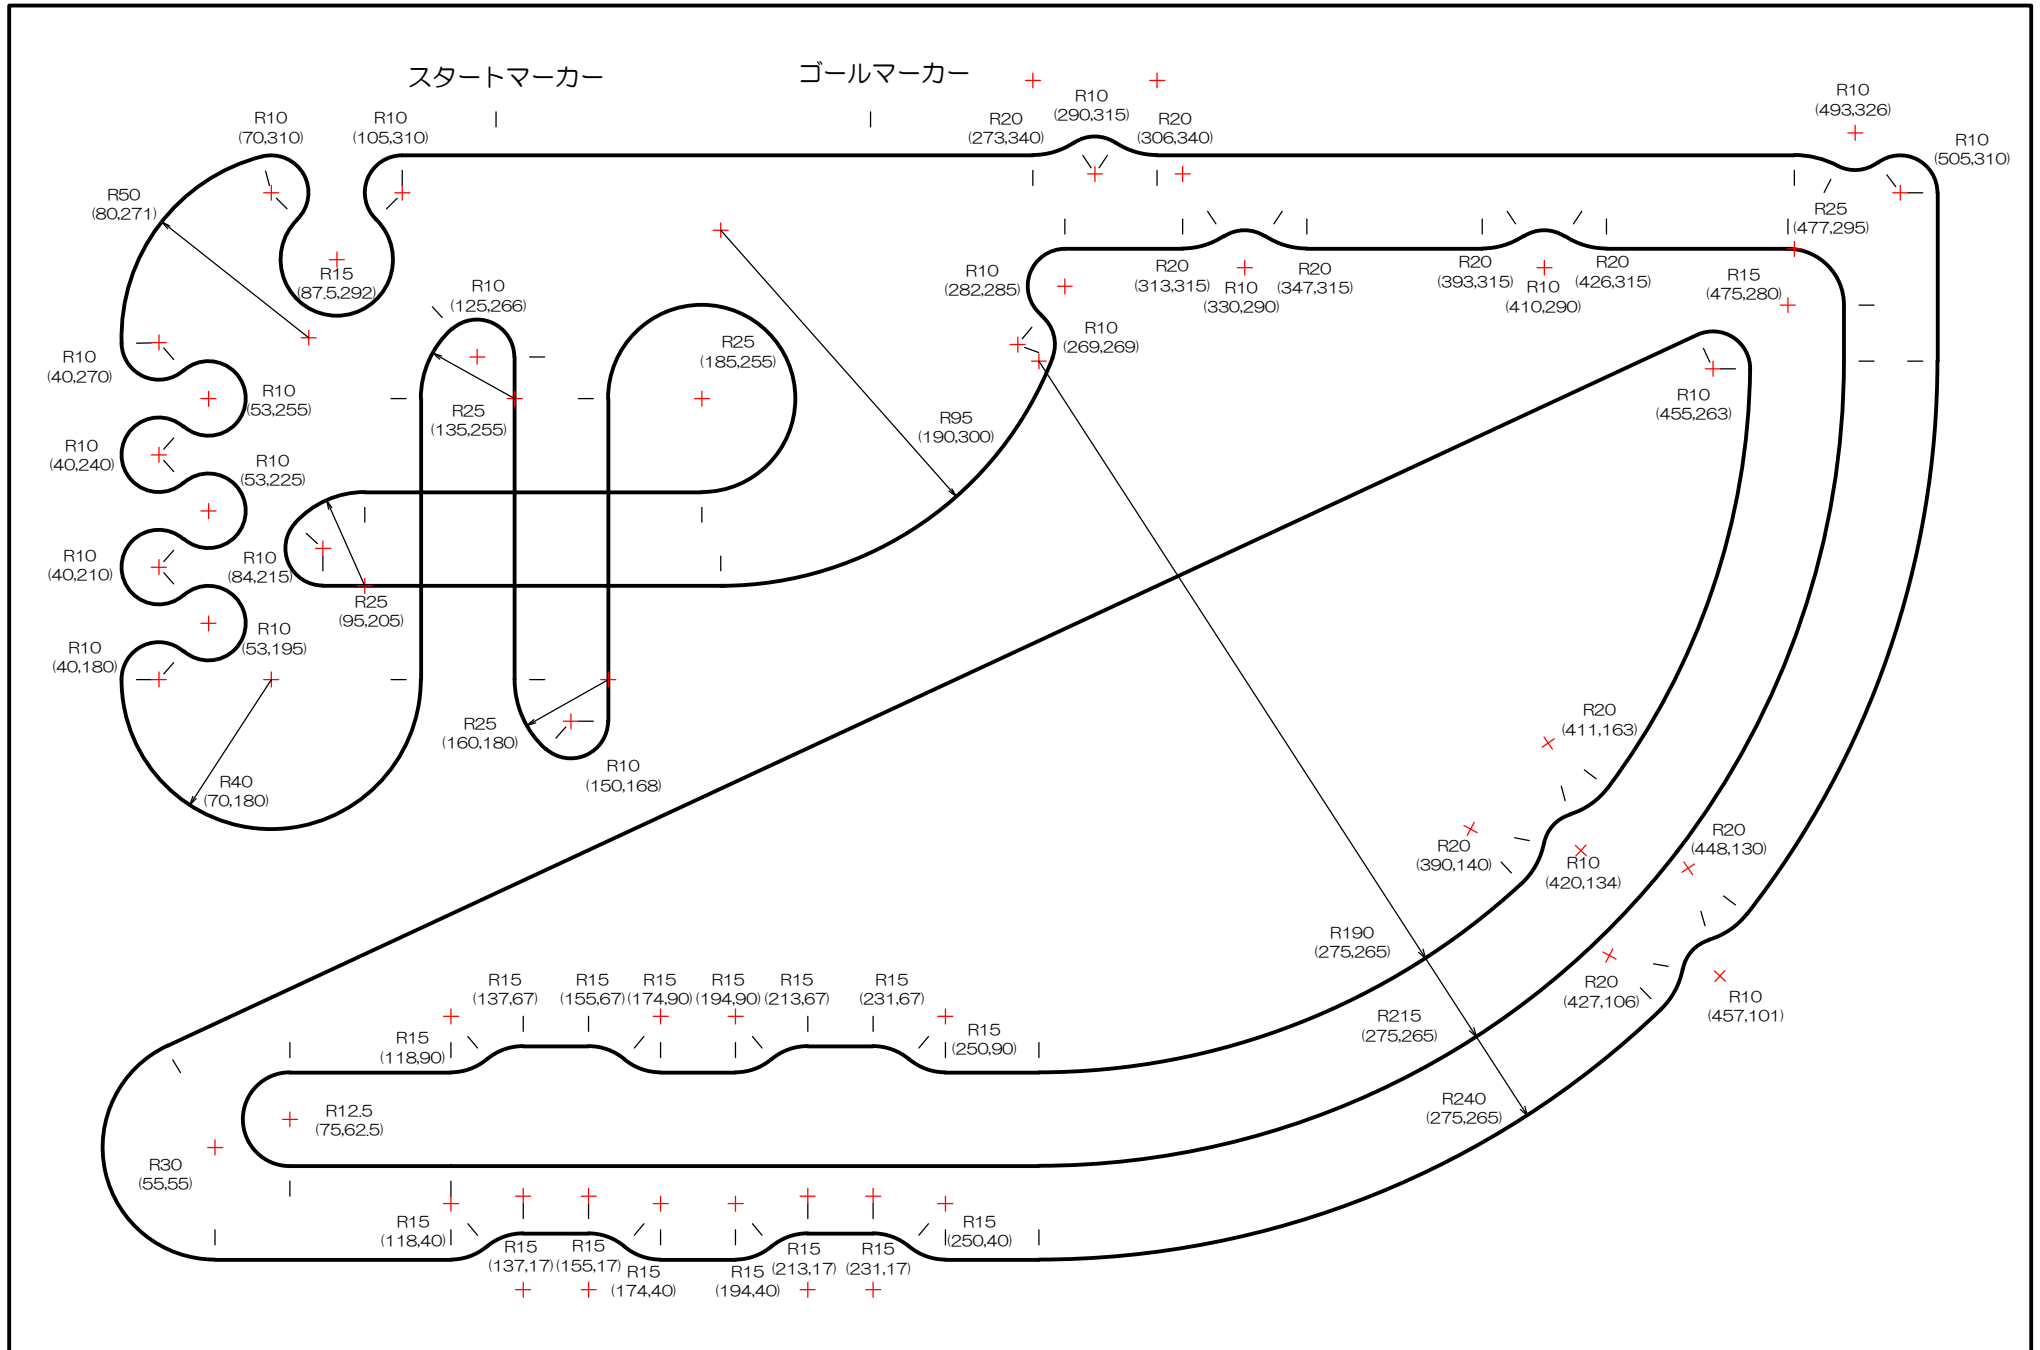 スタートマーカー
ゴールマーカー
R10
(70,310)
R10
(105,310)
R20
(273,340)
R10
(290,315)
R20
(306,340)
R10
(493,326)
R10
(505,310)
R50
(80,271)
R15
(87.5,292)
R10
(125,266)
R10
(282,285)
R20
(313,315)
R10
(330,290)
R20
(347,315)
R20
(393,315)
R10
(410,290)
R20
(426,315)
R15
(475,280)
R25
(477,295)
R10
(40,270)
R10
(53,255)
R25
(135,255)
R25
(185,255)
R10
(269,269)
R95
(190,300)
R10
(455,263)
R10
(40,240)
R10
(53,225)
R10
(40,210)
R10
(84,215)
R25
(95,205)
R10
(53,195)
R10
(40,180)
R40
(70,180)
R25
(160,180)
R10
(150,168)
R20
(411,163)
R20
(390,140)
R10
(420,134)
R20
(448,130)
R190
(275,265)
R20
(427,106)
R10
(457,101)
R215
(275,265)
R240
(275,265)
R15
(118,90)
R15
(137,67)
R15
(155,67)
R15
(174,90)
R15
(194,90)
R15
(213,67)
R15
(231,67)
R15
(250,90)
R12.5
(75,62.5)
R30
(55,55)
R15
(118,40)
R15
(137,17)
R15
(155,17)
R15
(174,40)
R15
(194,40)
R15
(213,17)
R15
(231,17)
R15
(250,40)